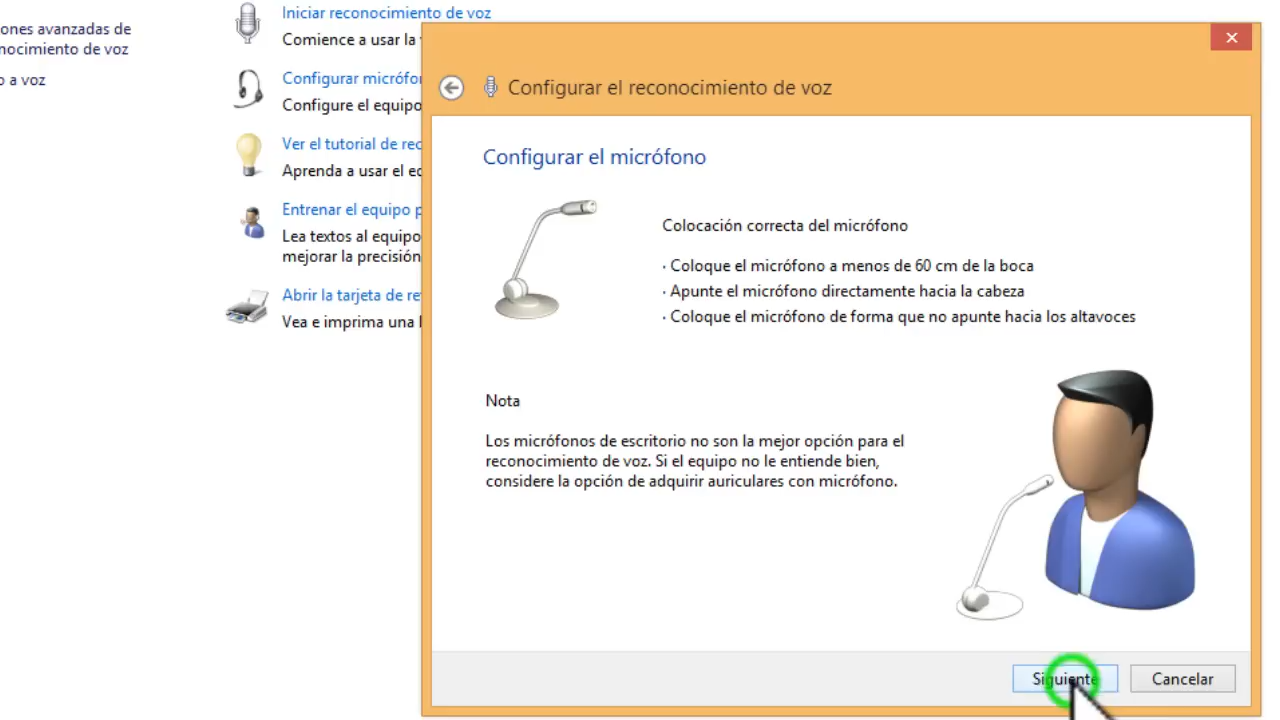 ones avanzadas de
nocimiento de voz
o a voz
Iniciar reconocimiento de voz
Comience a usar la
Configurar micrófo
Configure el equipo
Ver el tutorial de rec
Aprenda a usar el ec
Entrenar el equipo p
Lea textos al equipo
mejorar la precisión
Abrir la tarjeta de re
Vea e imprima una
Configurar el reconocimiento de voz
Configurar el micrófono
Colocación correcta del micrófono
· Coloque el micrófono a menos de 60 cm de la boca
· Apunte el micrófono directamente hacia la cabeza
· Coloque el micrófono de forma que no apunte hacia los altavoces
Nota
Los micrófonos de escritorio no son la mejor opción para el
reconocimiento de voz. Si el equipo no le entiende bien,
considere la opción de adquirir auriculares con micrófono.
Siguiente
Cancelar